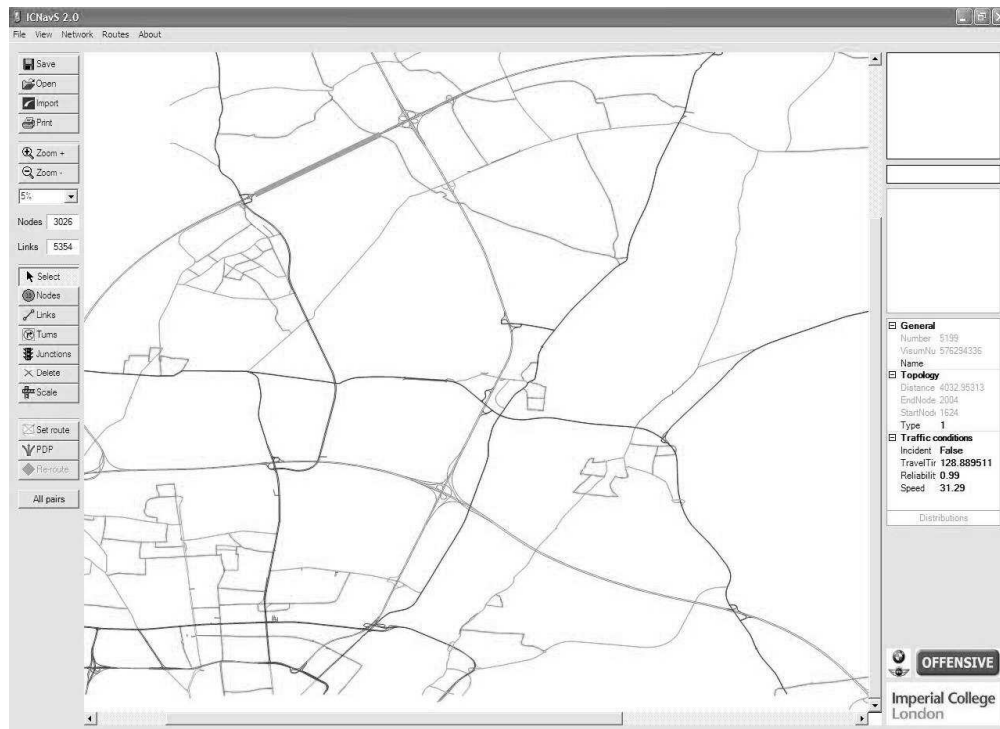 ICNavS 2.0
File View Network Routes About
Save
Open
Import
Print
Zoom +
Zoom -
5%
Nodes 3026
Links 5354
Select
Nodes
Links
Turns
Junctions
Delete
Scale
Set route
PDP
Re-route
All pairs
General
Number 5199
VisumNu 576294336
Name
Topology
Distance 4032.95313
EndNode 2004
StartNod 1624
Type 1
Traffic conditions
Incident False
TravelTir 128.889511
Reliabilit 0.99
Speed 31.29
Distributions
OFFENSIVE
Imperial College
London